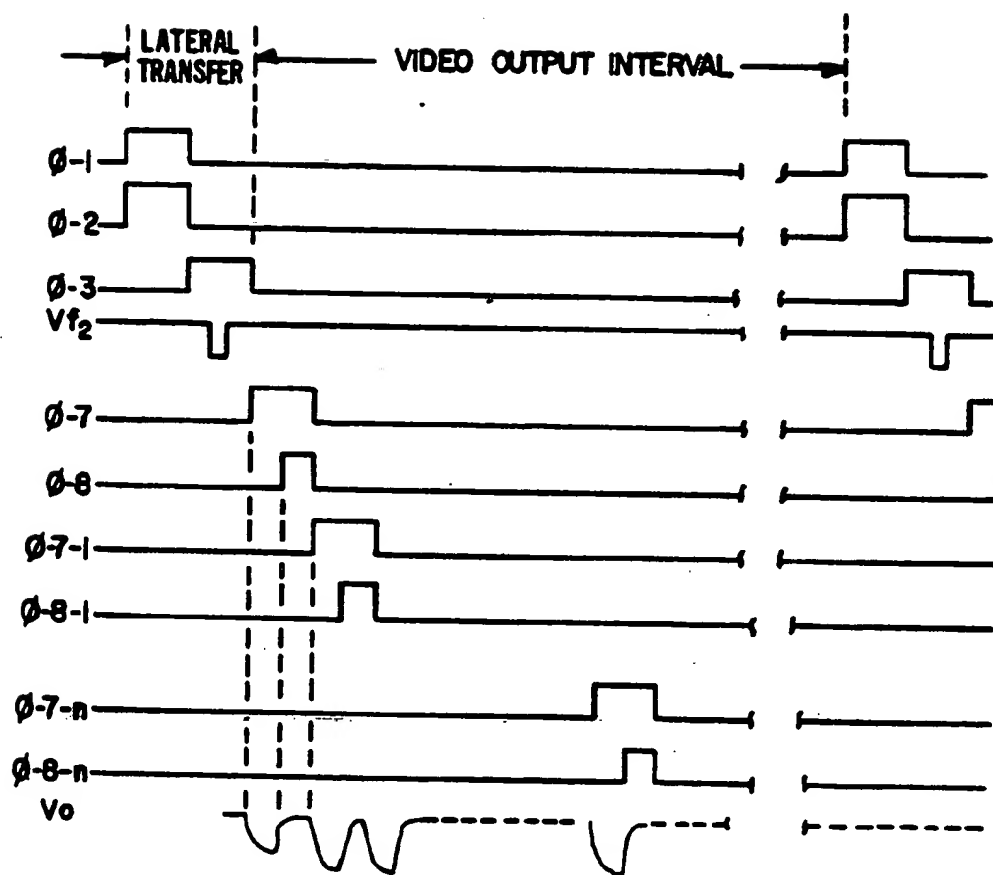 LATERAL
TRANSFER
VIDEO OUTPUT INTERVAL
Ø-1
Ø-2
Ø-3
Vf₂
Ø-7
Ø-8
Ø-7-1
Ø-8-1
Ø-7-n
Ø-8-n
Vo